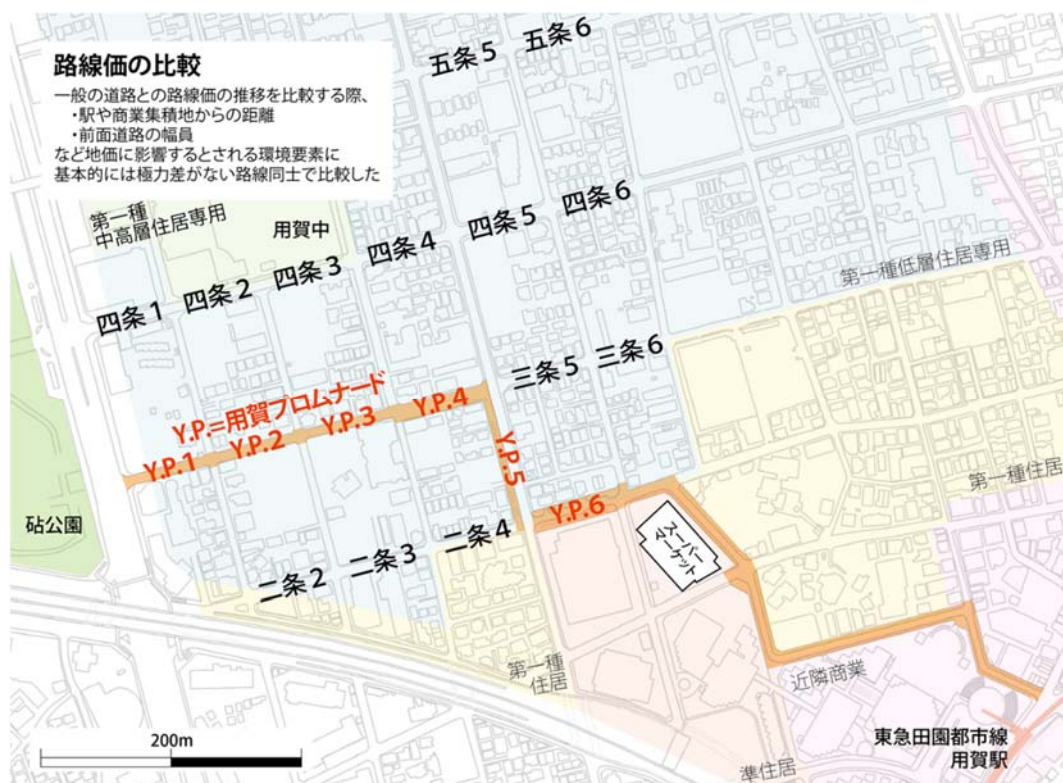 路線価の比較
一般の道路との路線価の推移を比較する際、
・駅や商業集積地からの距離
・前面道路の幅員
など地価に影響するとされる環境要素に
基本的には極力差がない路線同士で比較した
五条5
五条6
第一種
中高層住居専用
用賀中
四条1
四条2
四条3
四条4
四条5
四条6
第一種低層住居専用
三条5
三条6
Y.P.=用賀プロムナード
Y.P.1
Y.P.2
Y.P.3
Y.P.4
Y.P.5
Y.P.6
第一種住居
砧公園
スーパー
マーケット
二条2
二条3
二条4
第一種
住居
近隣商業
東急田園都市線
用賀駅
準住居
200m